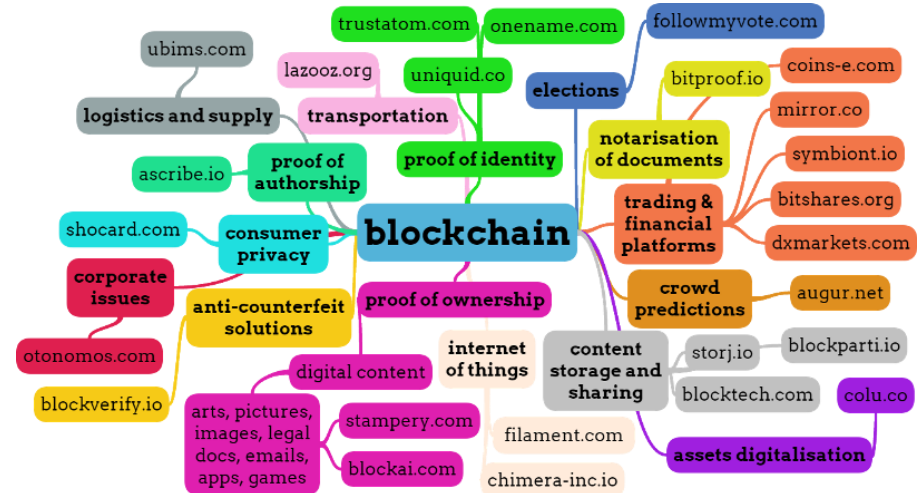 trustatom.com
onename.com
followmyvote.com
ubims.com
lazooz.org
uniquid.co
coins-e.com
bitproof.io
elections
logistics and supply
transportation
mirror.co
notarisation
of documents
proof of
authorship
proof of identity
symbiont.io
ascribe.io
trading &
financial
platforms
bitshares.org
shocard.com
consumer
privacy
blockchain
dxmarkets.com
corporate
issues
anti-counterfeit
solutions
proof of ownership
crowd
predictions
augur.net
otonomos.com
internet
of things
content
storage and
sharing
storj.io
blockparti.io
digital content
blockverify.io
blocktech.com
colu.co
arts, pictures,
images, legal
docs, emails,
apps, games
stampery.com
filament.com
assets digitalisation
blockai.com
chimera-inc.io